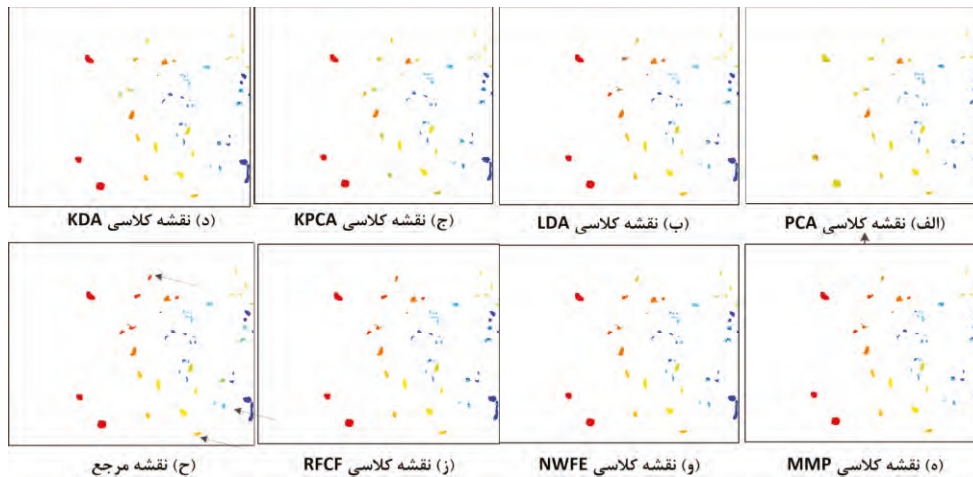 (الف) نقشه کلاسی PCA
(ب) نقشه کلاسی LDA
(ج) نقشه کلاسی KPCA
(د) نقشه کلاسی KDA
(ه) نقشه کلاسی MMP
(و) نقشه کلاسی NWFE
(ز) نقشه کلاسی RFCF
(ح) نقشه مرجع